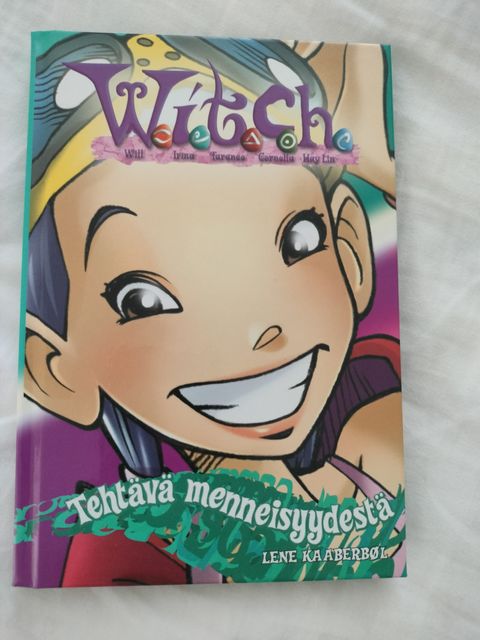 W.i.t.c.h.
Will Irma Taranee Cornelia Hay Lin
Tehtävä menneisyydestä
LENE KAABERBØL